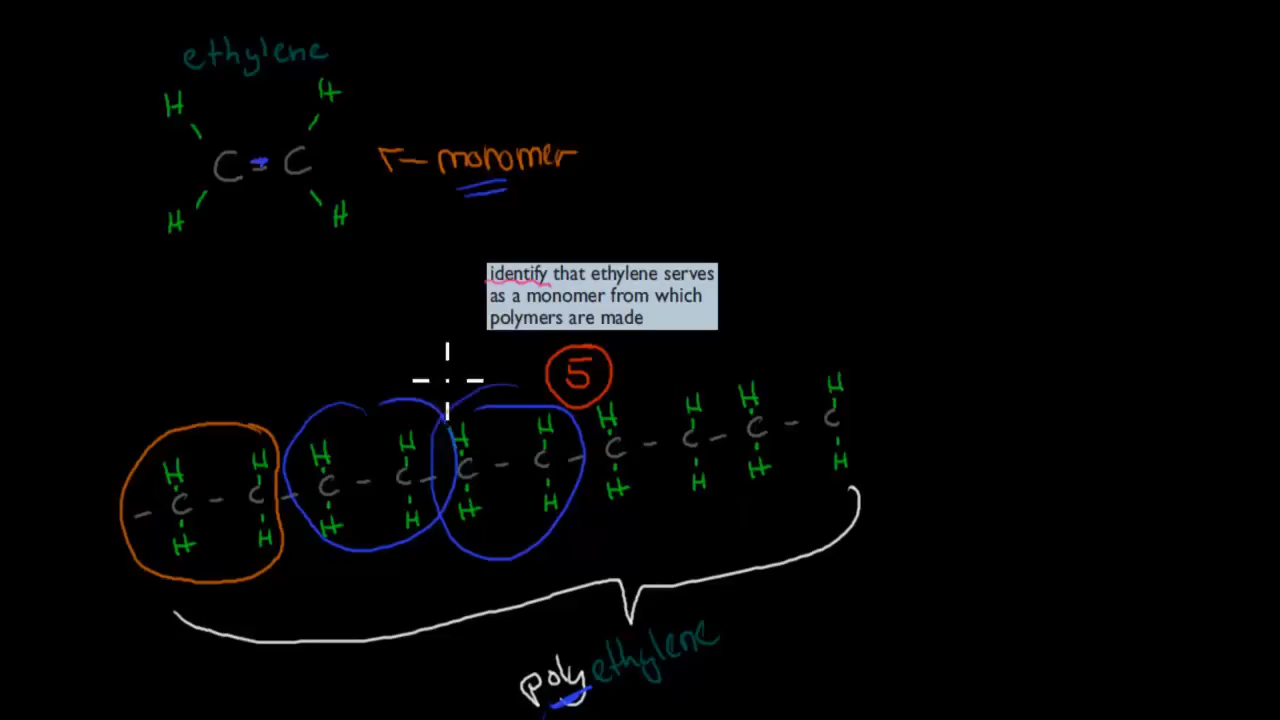 ethylene
H H
C = C
H H
monomer
identify that ethylene serves
as a monomer from which
polymers are made
5
H H H H H H H H H H
- C - C - C - C - C - C - C - C - C - C
H H H H H H H H H H
polyethylene